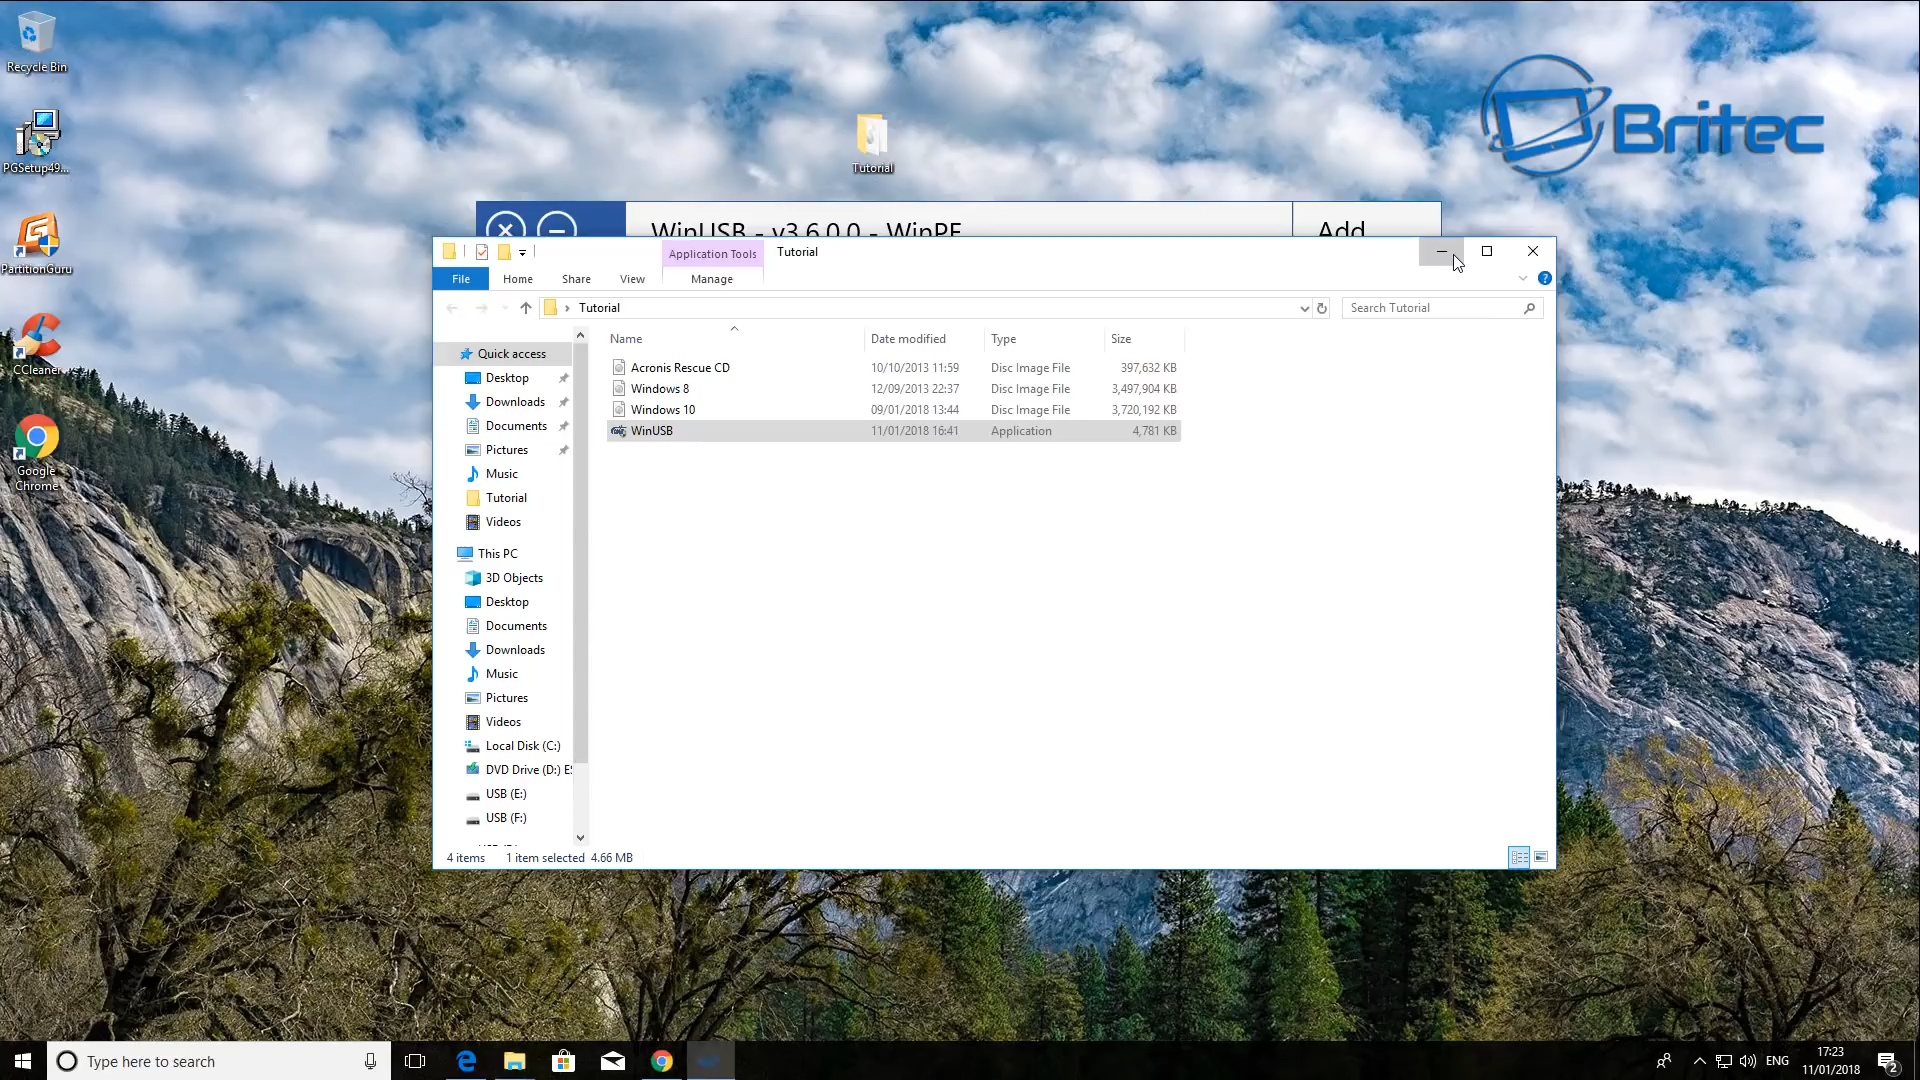 Recycle Bin
PGSetup49...
PartitionGuru
CCleaner
Google
Chrome
Tutorial
Britec
WinUSB - v3.6.0.0 - WinPE
Add
Application Tools
Tutorial
File
Home
Share
View
Manage
Tutorial
Search Tutorial
Name
Date modified
Type
Size
Acronis Rescue CD 10/10/2013 11:59 Disc Image File 397,632 KB
Windows 8 12/09/2013 22:37 Disc Image File 3,497,904 KB
Windows 10 09/01/2018 13:44 Disc Image File 3,720,192 KB
WinUSB 11/01/2018 16:41 Application 4,781 KB
Quick access
Desktop
Downloads
Documents
Pictures
Music
Tutorial
Videos
This PC
3D Objects
Desktop
Documents
Downloads
Music
Pictures
Videos
Local Disk (C:)
DVD Drive (D:) ES
USB (E:)
USB (F:)
4 items 1 item selected 4.66 MB
Type here to search
ENG
17:23
11/01/2018
2